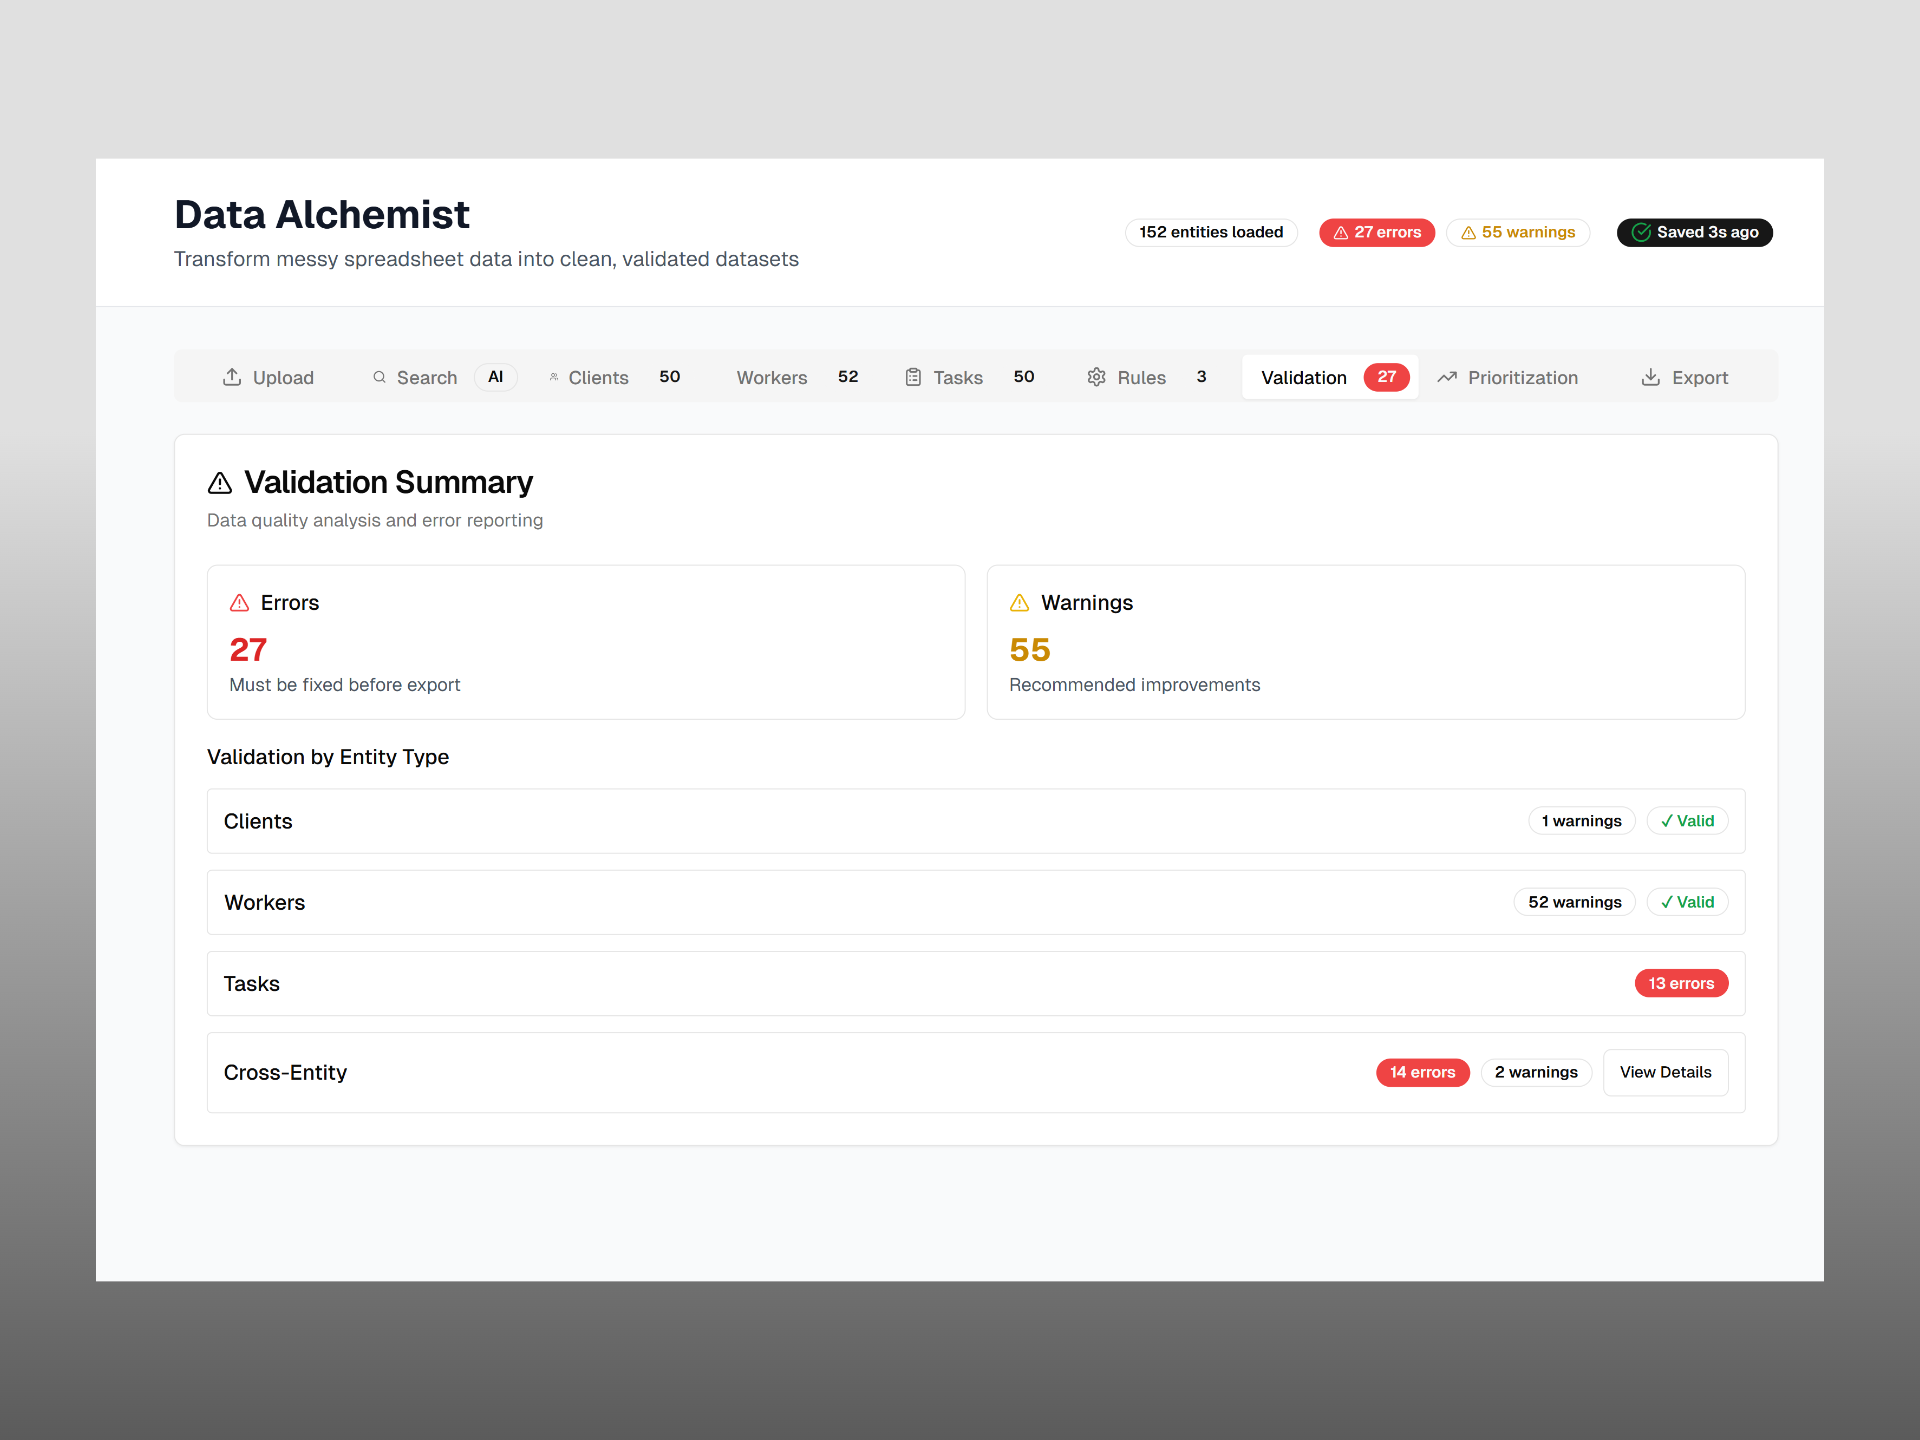 Data Alchemist
Transform messy spreadsheet data into clean, validated datasets
152 entities loaded
27 errors
55 warnings
Saved 3s ago
Upload
Search AI
Clients 50
Workers 52
Tasks 50
Rules 3
Validation 27
Prioritization
Export
Validation Summary
Data quality analysis and error reporting
Errors
27
Must be fixed before export
Warnings
55
Recommended improvements
Validation by Entity Type
Clients
1 warnings
✓ Valid
Workers
52 warnings
✓ Valid
Tasks
13 errors
Cross-Entity
14 errors
2 warnings
View Details